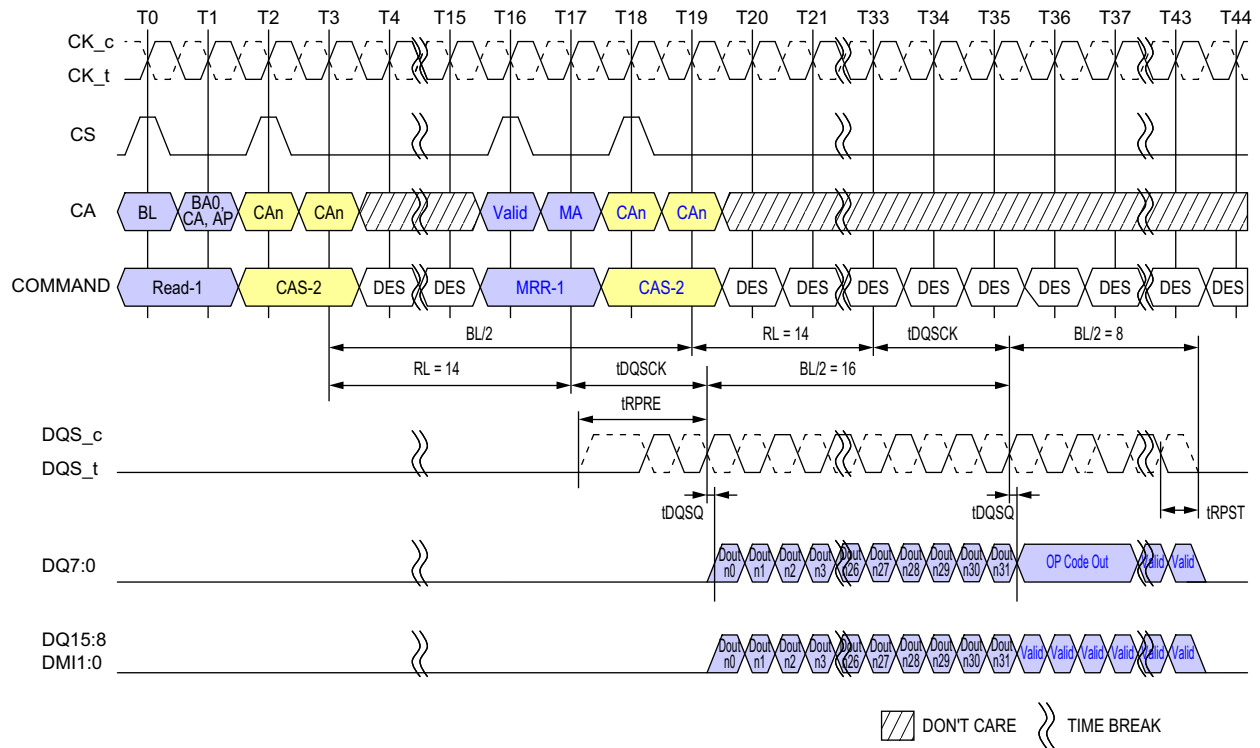 T0 T1 T2 T3 T4 T15 T16 T17 T18 T19 T20 T21 T33 T34 T35 T36 T37 T43 T44
CK_c
CK_t
CS
CA BL BA0, CA, AP CAn CAn Valid MA CAn CAn
COMMAND Read-1 CAS-2 DES DES MRR-1 CAS-2 DES DES DES DES DES DES DES DES DES
BL/2 RL = 14 tDQSCK BL/2 = 8
RL = 14 tDQSCK BL/2 = 16
tRPRE
DQS_c
DQS_t
tDQSQ tDQSQ tRPST
DQ7:0 Dout n0 Dout n1 Dout n2 Dout n3 Dout n26 Dout n27 Dout n28 Dout n29 Dout n30 Dout n31 OP Code Out Valid Valid
DQ15:8
DMI1:0 Dout n0 Dout n1 Dout n2 Dout n3 Dout n26 Dout n27 Dout n28 Dout n29 Dout n30 Dout n31 Valid Valid Valid Valid Valid Valid
DON'T CARE TIME BREAK